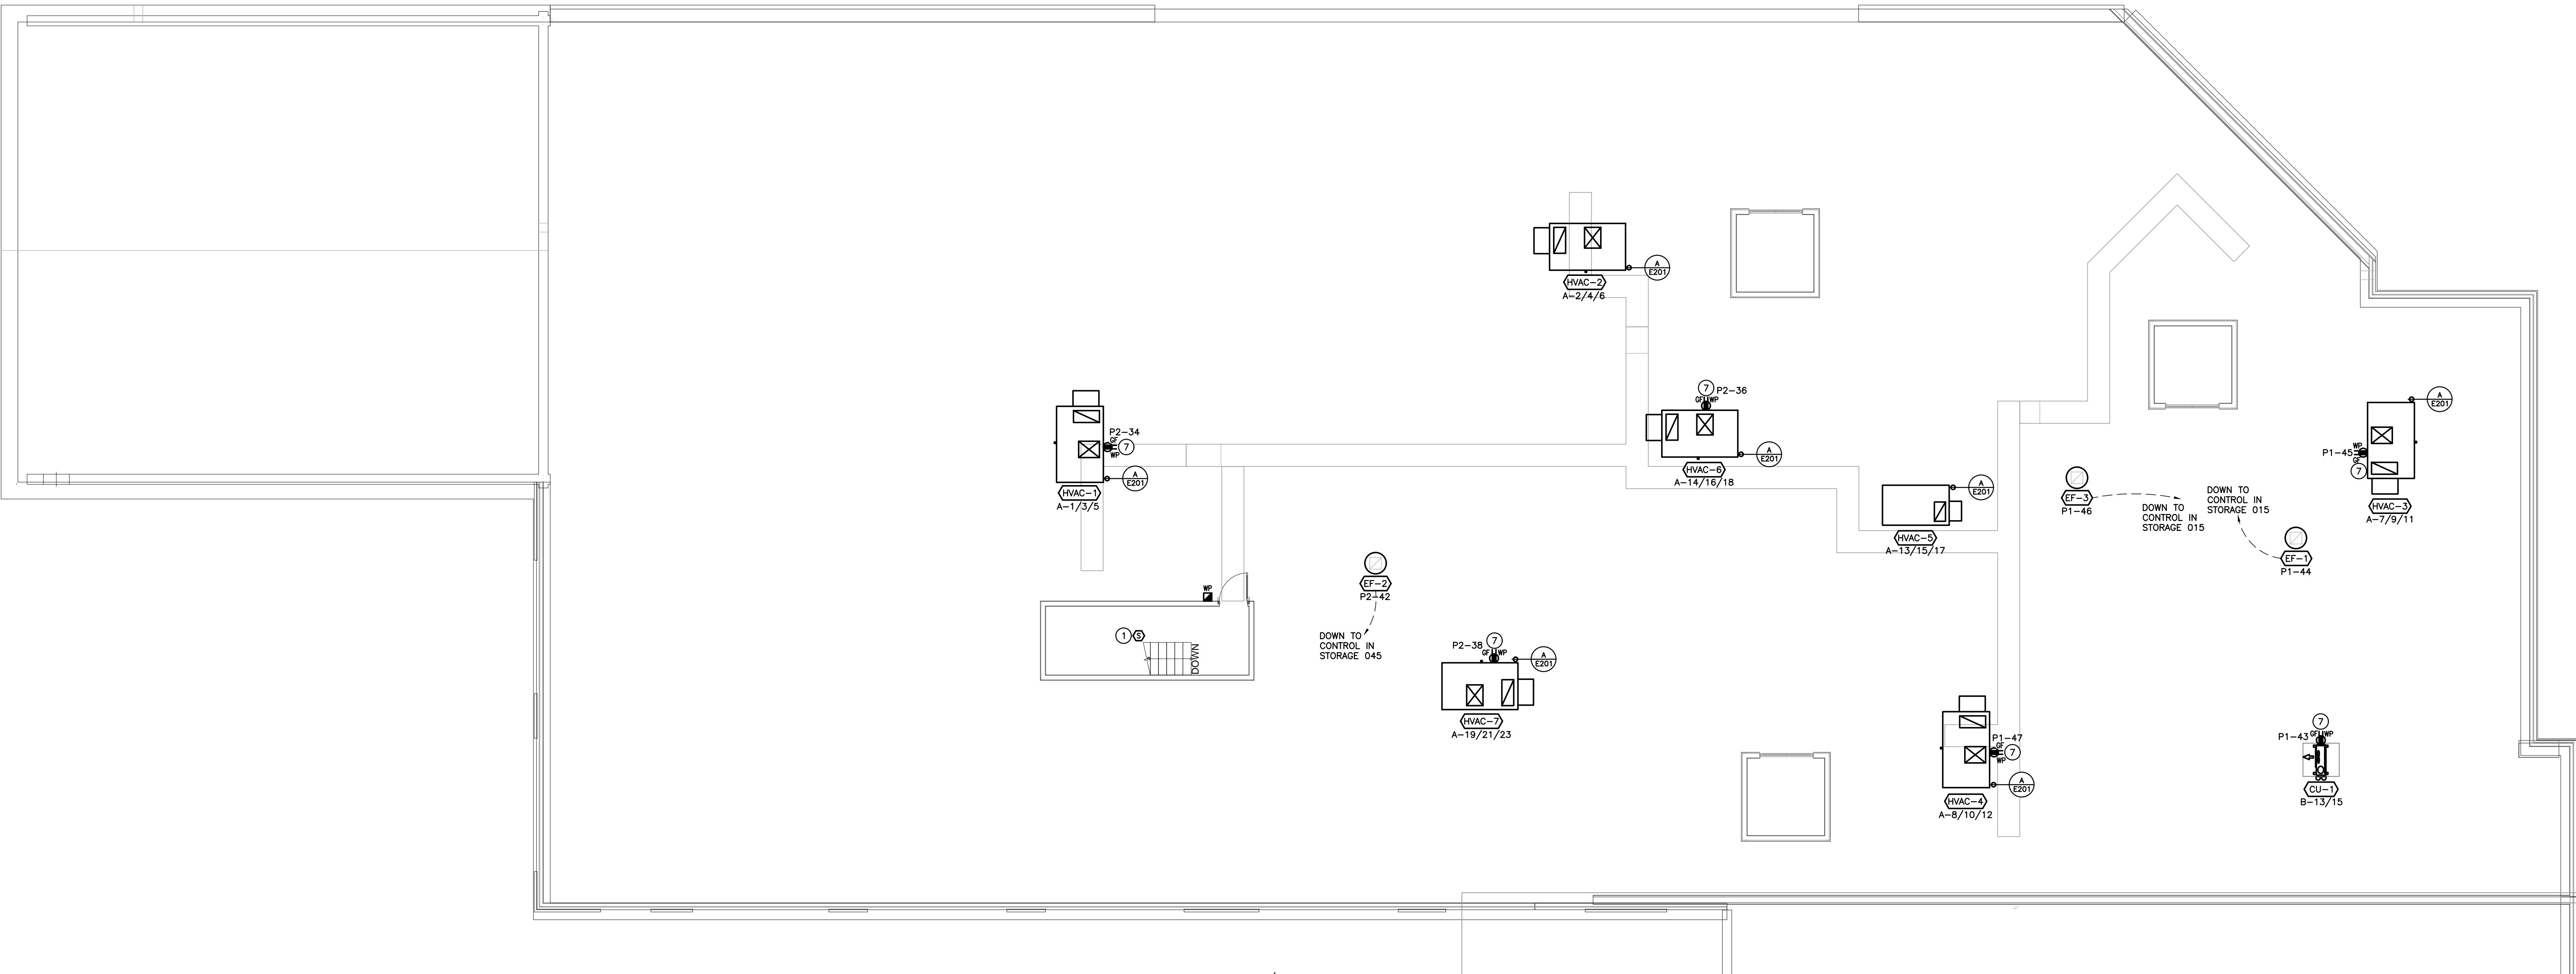 A
E201
HVAC-2
A-2/4/6
7
P2-36
GFI WP
A
E201
HVAC-6
A-14/16/18
P2-34
GF
WP
7
A
E201
HVAC-1
A-1/3/5
A
E201
WP
P1-45
GF
7
HVAC-3
A-7/9/11
A
E201
HVAC-5
A-13/15/17
EF-3
P1-46
DOWN TO
CONTROL IN
STORAGE 015
DOWN TO
CONTROL IN
STORAGE 015
EF-1
P1-44
EF-2
P2-42
DOWN TO
CONTROL IN
STORAGE 045
WP
1
S
DOWN
7
P2-38
GFI WP
A
E201
HVAC-7
A-19/21/23
P1-47
GF
7
WP
A
E201
HVAC-4
A-8/10/12
7
P1-43
GFI WP
CU-1
B-13/15